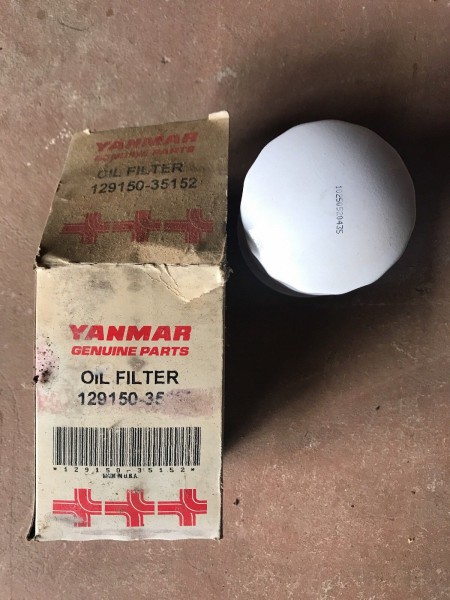 YANMAR
GENUINE PARTS
OIL FILTER
129150-35152
YANMAR
GENUINE PARTS
OIL FILTER
129150-35
*129150-35152*
MADE IN U.S.A.